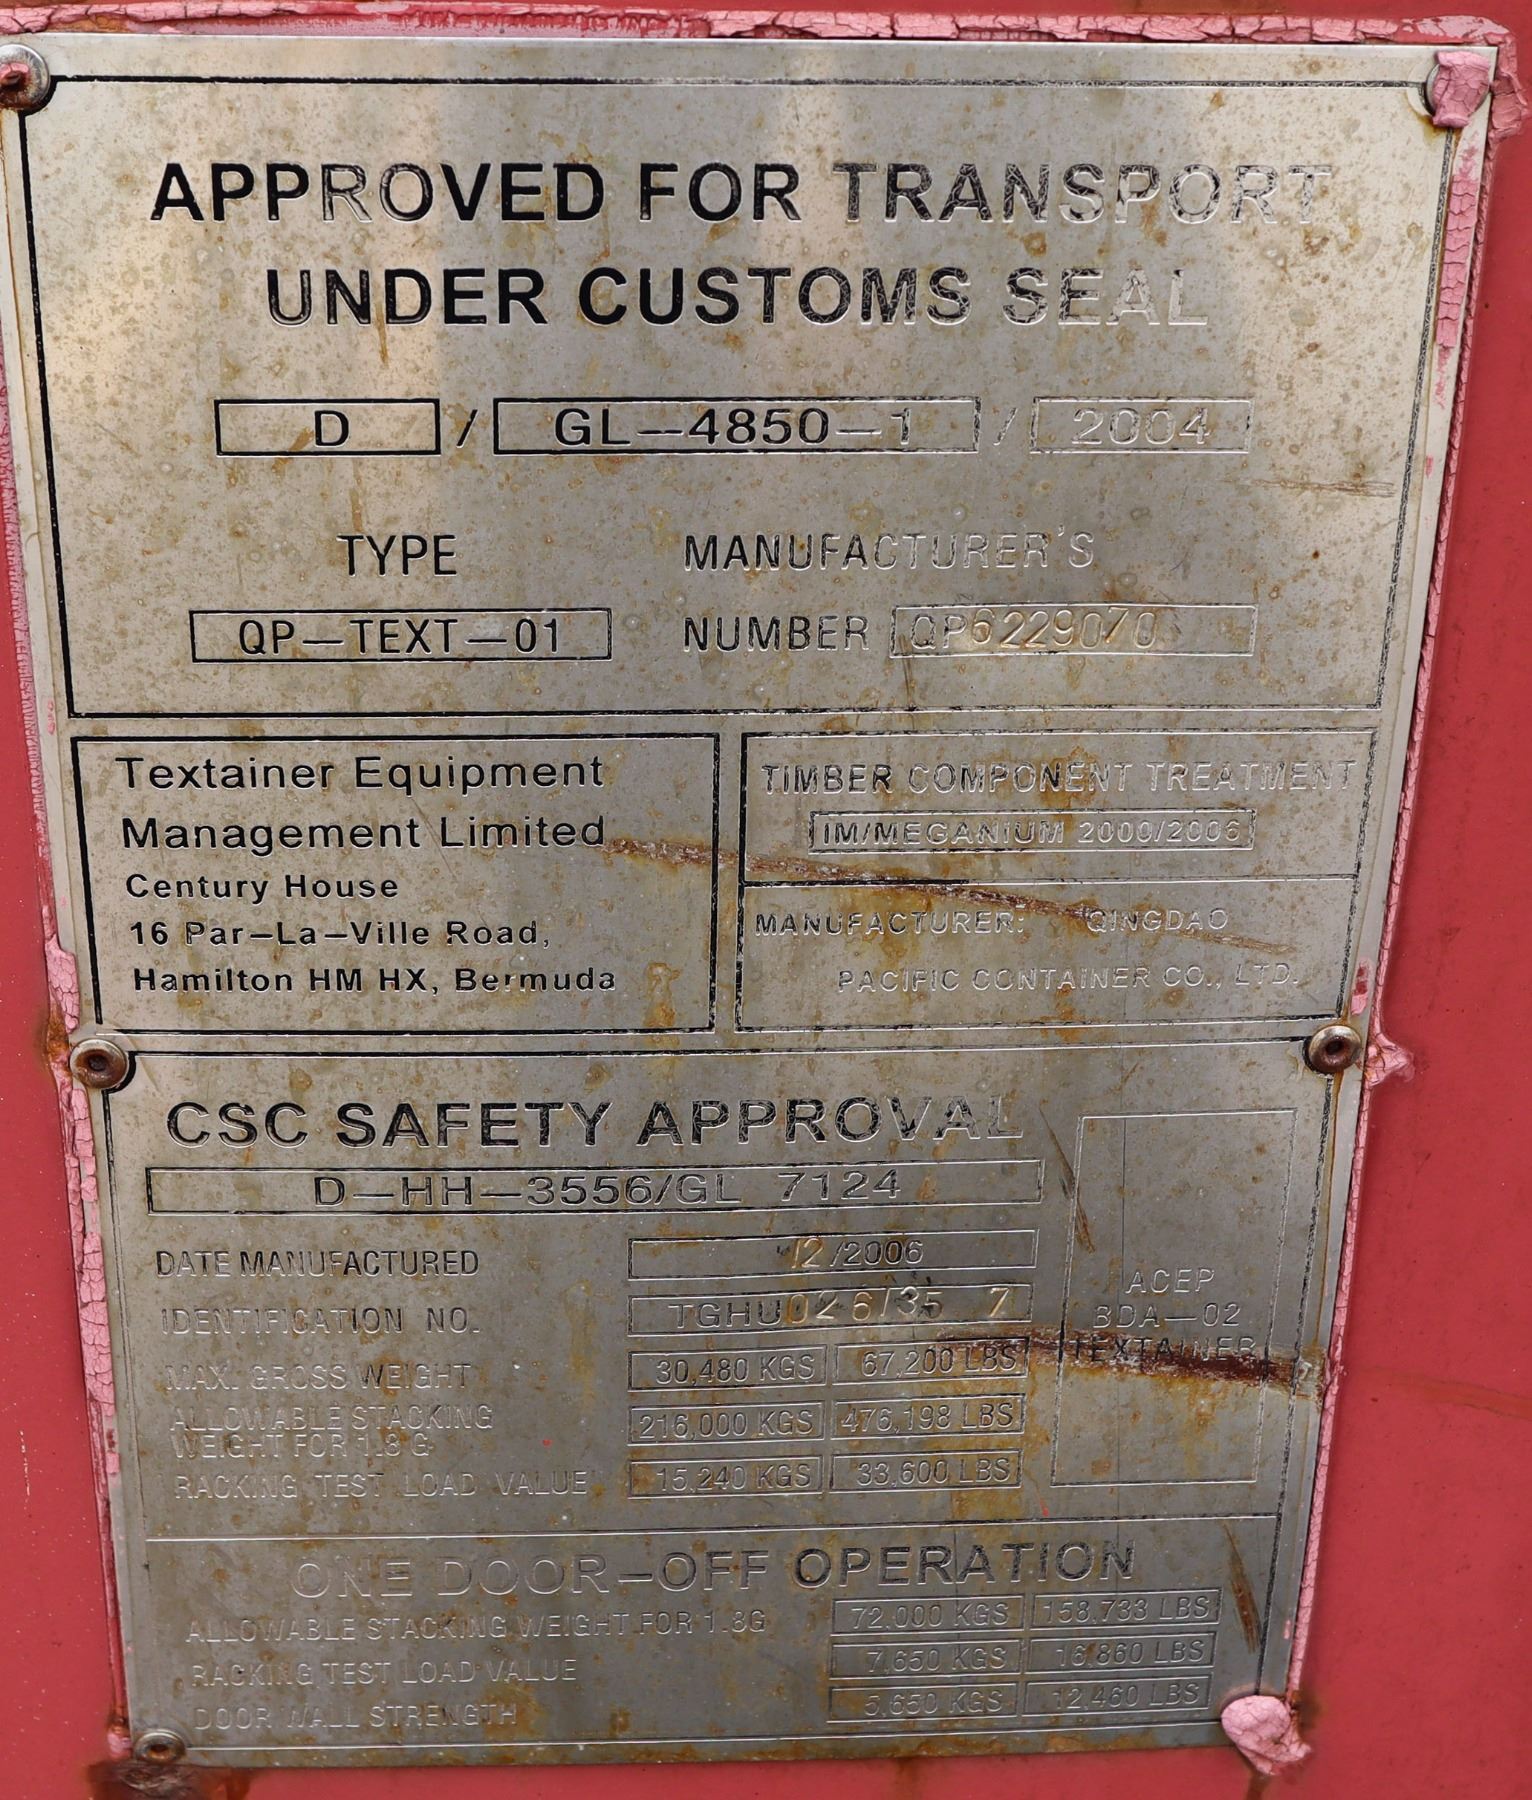 APPROVED FOR TRANSPORT
UNDER CUSTOMS SEAL
D / GL-4850-1 / 2004
TYPE MANUFACTURER'S
QP-TEXT-01 NUMBER QP6229070
Textainer Equipment
Management Limited
Century House
16 Par-La-Ville Road,
Hamilton HM HX, Bermuda
TIMBER COMPONENT TREATMENT
IM/MEGANIUM 2000/2006
MANUFACTURER: QINGDAO
PACIFIC CONTAINER CO., LTD.
CSC SAFETY APPROVAL
D-HH-3556/GL 7124
DATE MANUFACTURED 12/2006
IDENTIFICATION NO. TGHU026135 7
MAX. GROSS WEIGHT 30,480 KGS 67,200 LBS
ALLOWABLE STACKING
WEIGHT FOR 1.8 G 216,000 KGS 476,198 LBS
RACKING TEST LOAD VALUE 15,240 KGS 33,600 LBS
ACEP
BDA-02
TEXTAINER
ONE DOOR-OFF OPERATION
ALLOWABLE STACKING WEIGHT FOR 1.8G 72,000 KGS 158,733 LBS
RACKING TEST LOAD VALUE 7,650 KGS 16,860 LBS
DOOR WALL STRENGTH 5,650 KGS 12,460 LBS